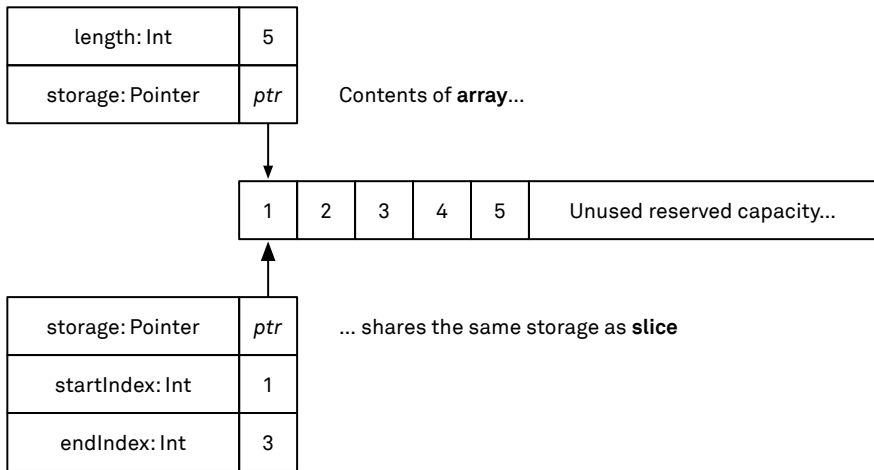 length: Int 5
storage: Pointer ptr Contents of array...
1 2 3 4 5 Unused reserved capacity...
storage: Pointer ptr ... shares the same storage as slice
startIndex: Int 1
endIndex: Int 3